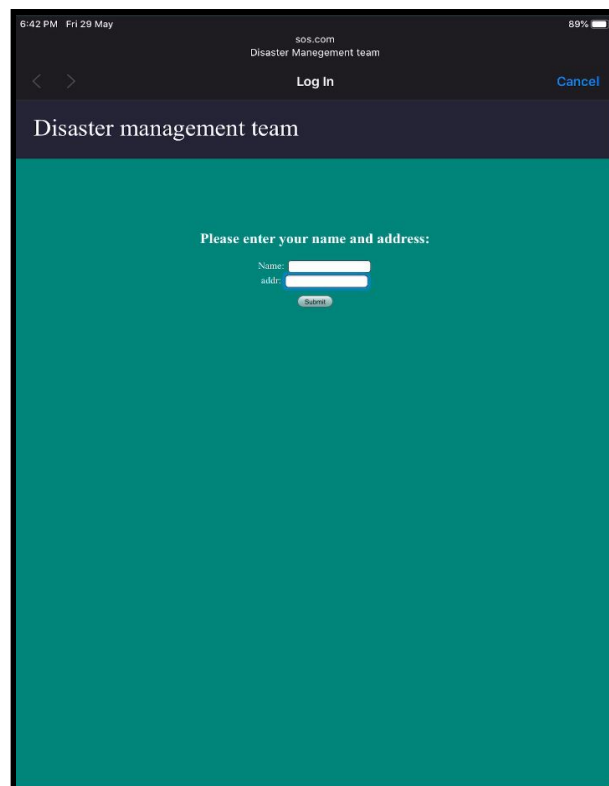 6:42 PM Fri 29 May 89%
sos.com
Disaster Manegement team
Log In Cancel
Disaster management team
Please enter your name and address:
Name:
addr:
Submit